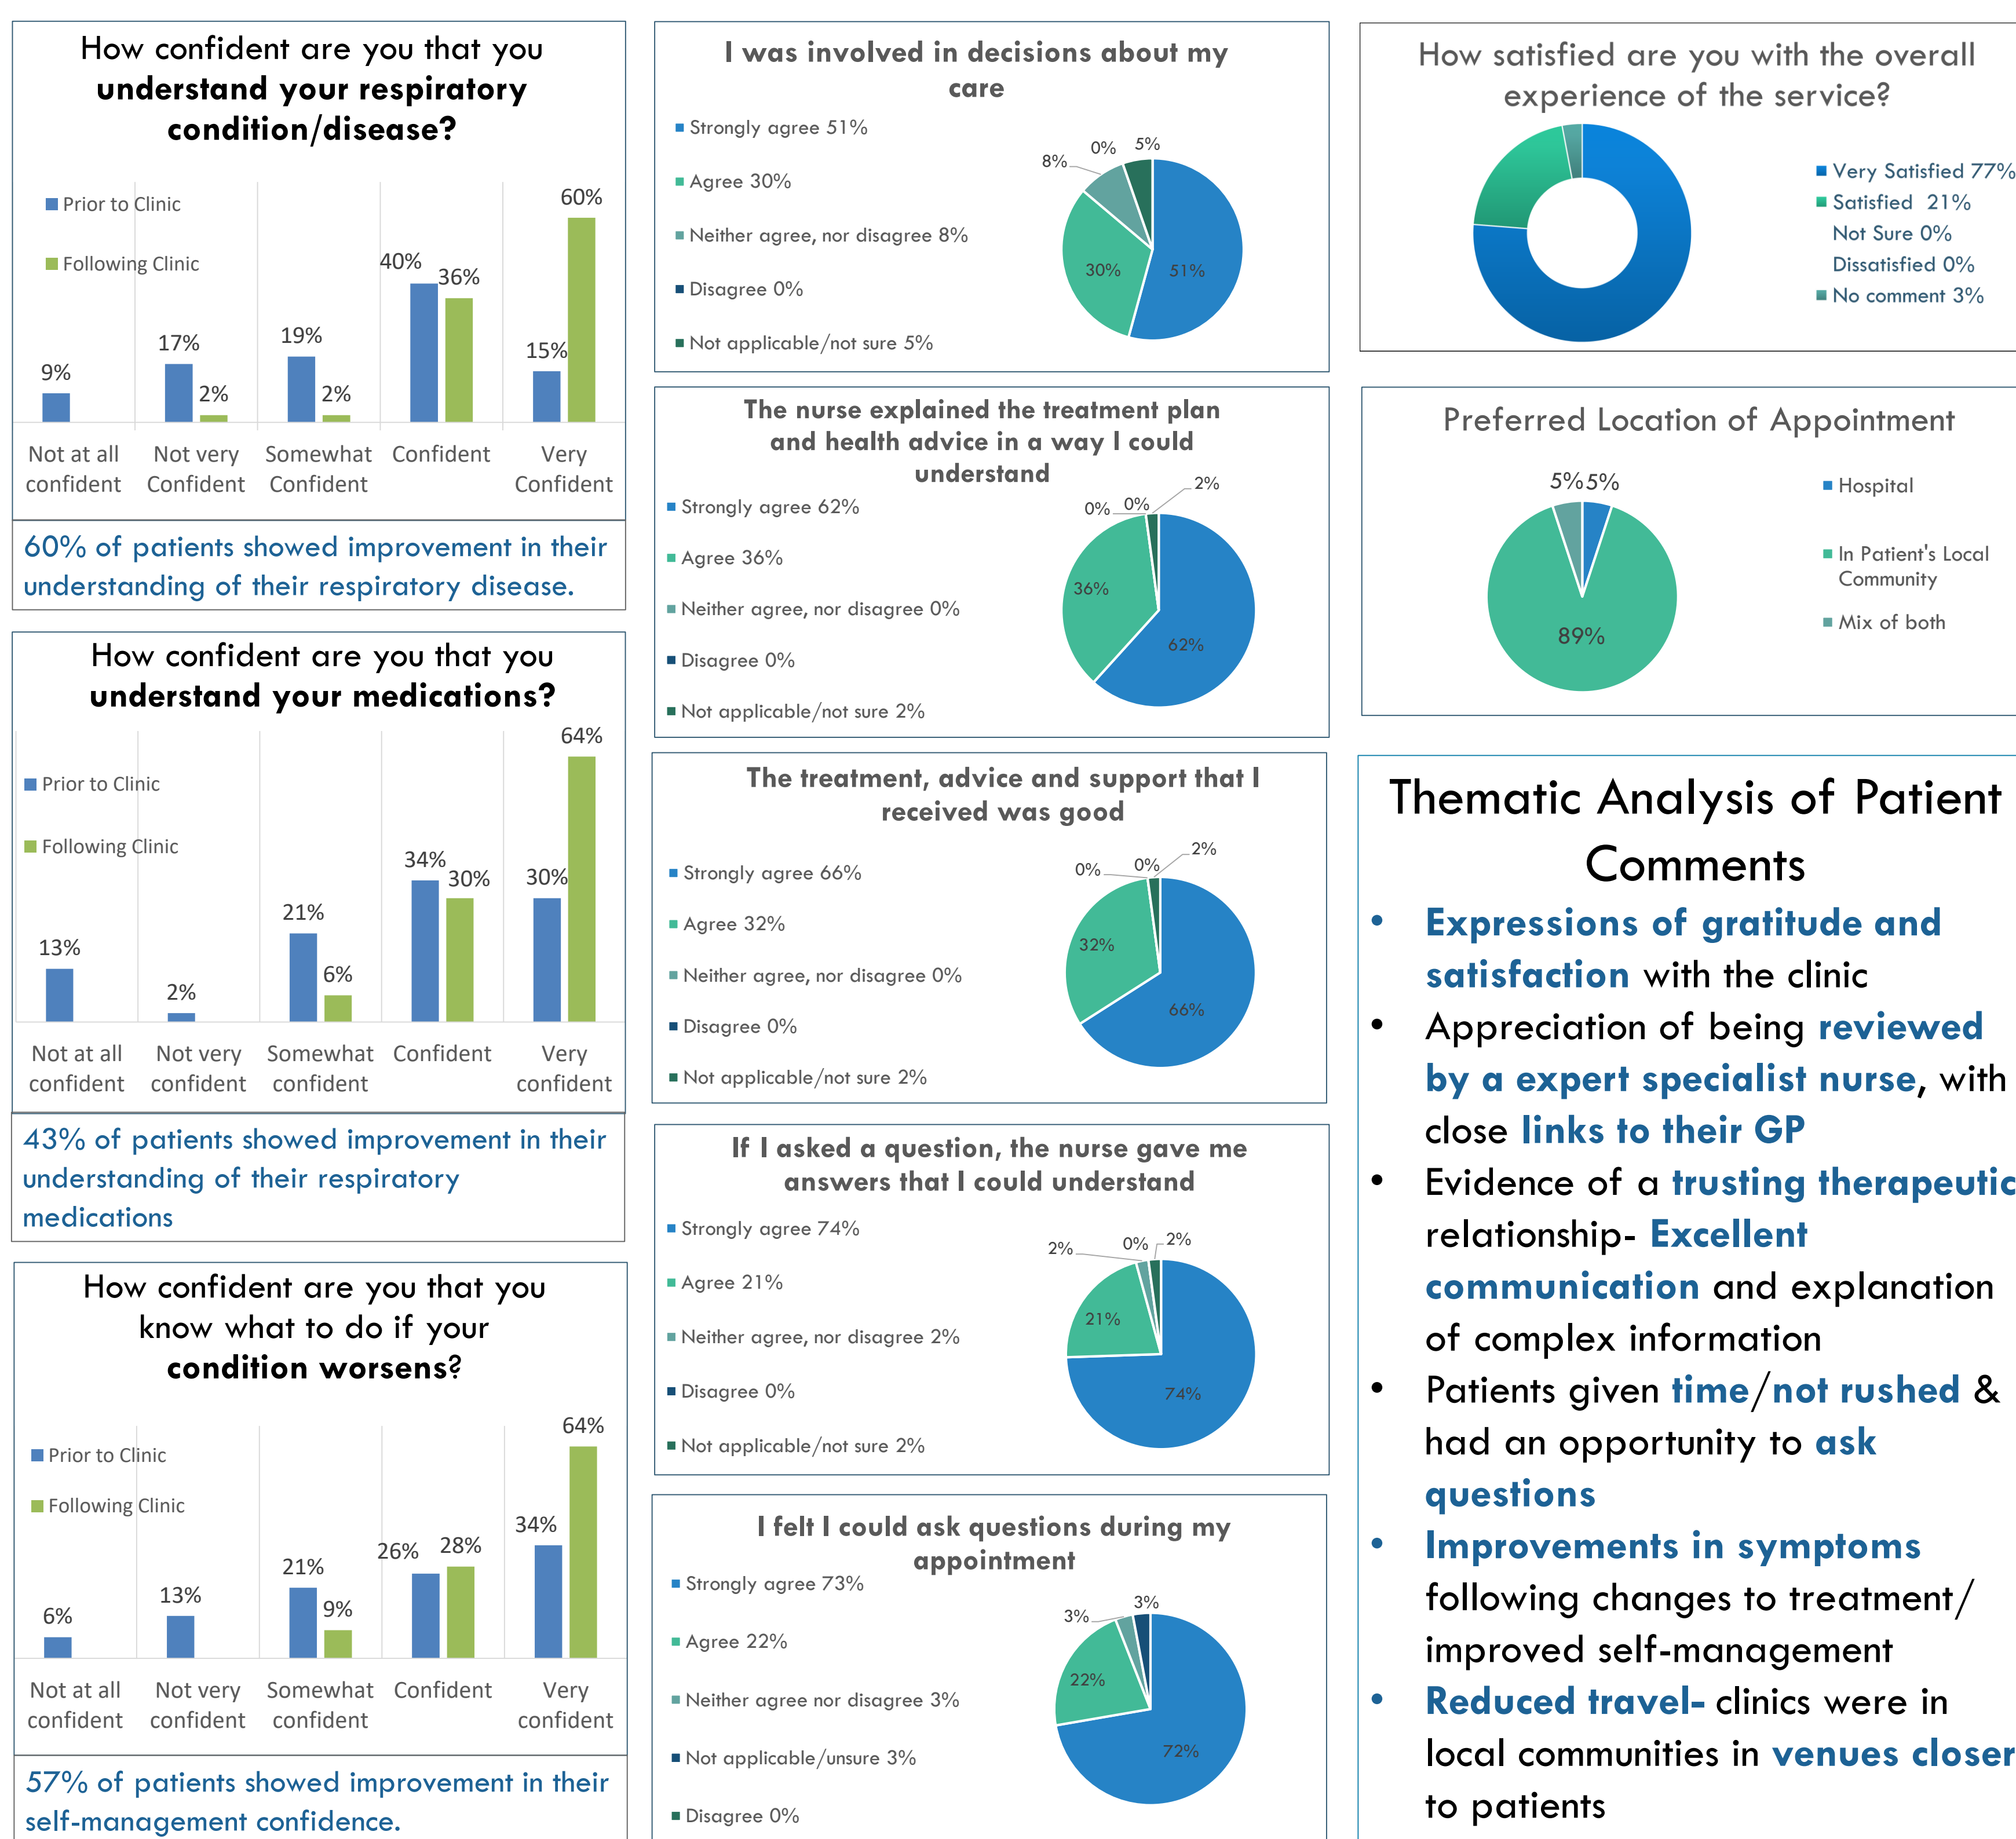 How confident are you that you
understand your respiratory
condition/disease?
Prior to Clinic
Following Clinic
9%
17%
2%
19%
2%
40%
36%
15%
60%
Not at all
confident
Not very
Confident
Somewhat
Confident
Confident
Very
Confident
60% of patients showed improvement in their
understanding of their respiratory disease.
How confident are you that you
understand your medications?
Prior to Clinic
Following Clinic
13%
2%
21%
6%
34%
30%
30%
64%
Not at all
confident
Not very
confident
Somewhat
confident
Confident
Very
confident
43% of patients showed improvement in their
understanding of their respiratory
medications
How confident are you that you
know what to do if your
condition worsens?
Prior to Clinic
Following Clinic
6%
13%
21%
9%
26%
28%
34%
64%
Not at all
confident
Not very
confident
Somewhat
confident
Confident
Very
confident
57% of patients showed improvement in their
self-management confidence.
I was involved in decisions about my
care
Strongly agree 51%
Agree 30%
Neither agree, nor disagree 8%
Disagree 0%
Not applicable/not sure 5%
8%
0%
5%
30%
51%
The nurse explained the treatment plan
and health advice in a way I could
understand
Strongly agree 62%
Agree 36%
Neither agree, nor disagree 0%
Disagree 0%
Not applicable/not sure 2%
0%
0%
2%
36%
62%
The treatment, advice and support that I
received was good
Strongly agree 66%
Agree 32%
Neither agree, nor disagree 0%
Disagree 0%
Not applicable/not sure 2%
0%
0%
2%
32%
66%
If I asked a question, the nurse gave me
answers that I could understand
Strongly agree 74%
Agree 21%
Neither agree, nor disagree 2%
Disagree 0%
Not applicable/not sure 2%
2%
0%
2%
21%
74%
I felt I could ask questions during my
appointment
Strongly agree 73%
Agree 22%
Neither agree nor disagree 3%
Not applicable/unsure 3%
Disagree 0%
3%
3%
22%
72%
How satisfied are you with the overall
experience of the service?
Very Satisfied 77%
Satisfied 21%
Not Sure 0%
Dissatisfied 0%
No comment 3%
Preferred Location of Appointment
5%
5%
89%
Hospital
In Patient's Local
Community
Mix of both
Thematic Analysis of Patient
Comments
• Expressions of gratitude and
satisfaction with the clinic
• Appreciation of being reviewed
by a expert specialist nurse, with
close links to their GP
• Evidence of a trusting therapeutic
relationship- Excellent
communication and explanation
of complex information
• Patients given time/not rushed &
had an opportunity to ask
questions
• Improvements in symptoms
following changes to treatment/
improved self-management
• Reduced travel- clinics were in
local communities in venues closer
to patients